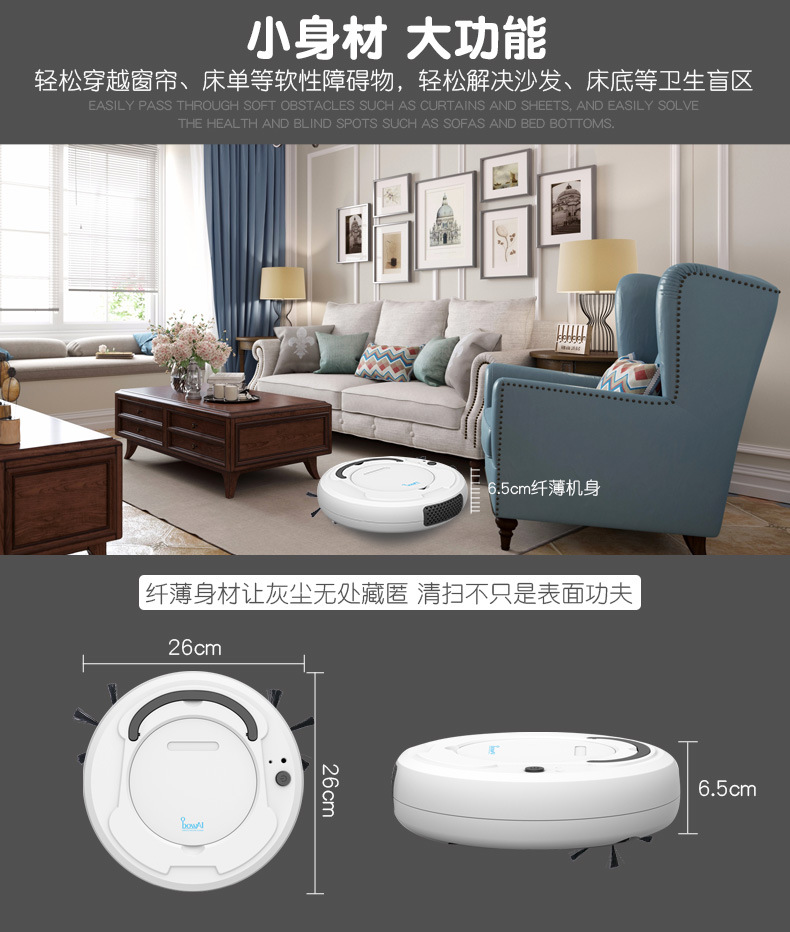 小身材 大功能
轻松穿越窗帘、床单等软性障碍物，轻松解决沙发、床底等卫生盲区
EASILY PASS THROUGH SOFT OBSTACLES SUCH AS CURTAINS AND SHEETS, AND EASILY SOLVE
THE HEALTH AND BLIND SPOTS SUCH AS SOFAS AND BED BOTTOMS.
6.5cm纤薄机身
纤薄身材让灰尘无处藏匿 清扫不只是表面功夫
26cm
26cm
6.5cm
bowAI